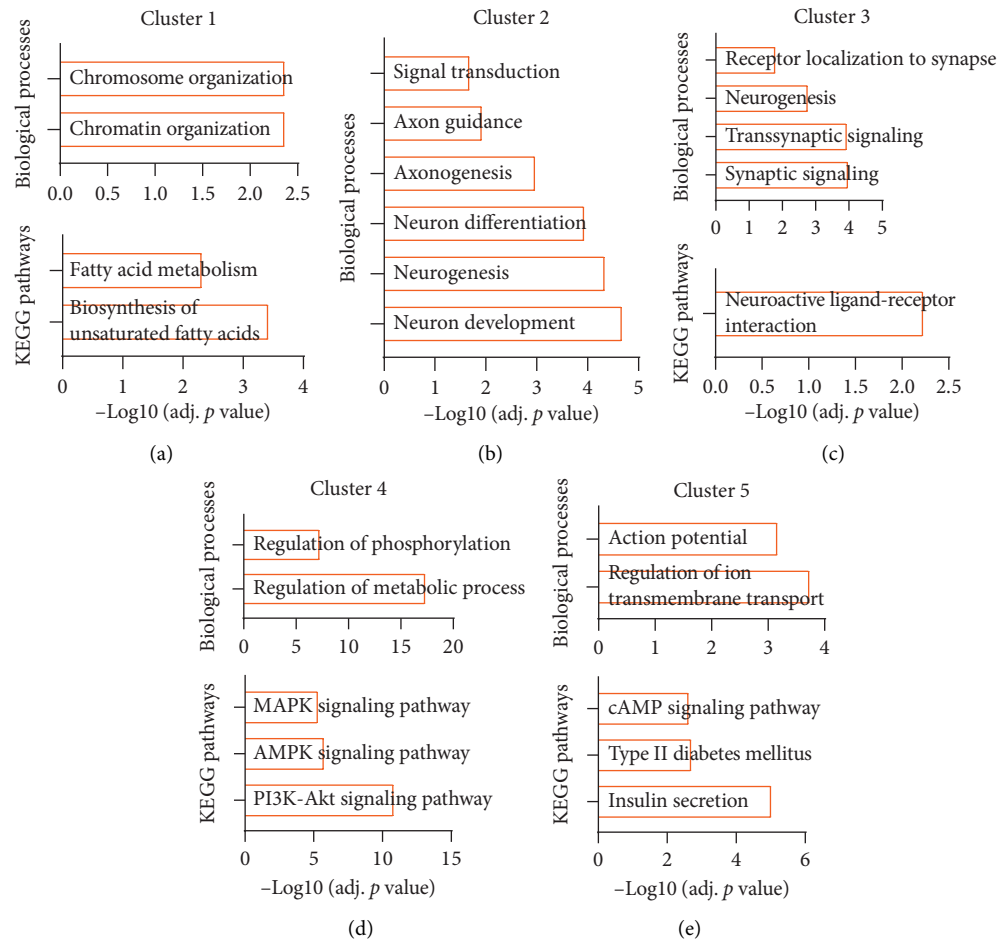 Cluster 1
Biological processes
Chromosome organization
Chromatin organization
0.0 0.5 1.0 1.5 2.0 2.5
KEGG pathways
Fatty acid metabolism
Biosynthesis of
unsaturated fatty acids
0 1 2 3 4
–Log10 (adj. p value)
(a)
Cluster 2
Biological processes
Signal transduction
Axon guidance
Axonogenesis
Neuron differentiation
Neurogenesis
Neuron development
0 1 2 3 4 5
–Log10 (adj. p value)
(b)
Cluster 3
Biological processes
Receptor localization to synapse
Neurogenesis
Transsynaptic signaling
Synaptic signaling
0 1 2 3 4 5
KEGG pathways
Neuroactive ligand-receptor
interaction
0.0 0.5 1.0 1.5 2.0 2.5
–Log10 (adj. p value)
(c)
Cluster 4
Biological processes
Regulation of phosphorylation
Regulation of metabolic process
0 5 10 15 20
KEGG pathways
MAPK signaling pathway
AMPK signaling pathway
PI3K-Akt signaling pathway
0 5 10 15
–Log10 (adj. p value)
(d)
Cluster 5
Biological processes
Action potential
Regulation of ion
transmembrane transport
0 1 2 3 4
KEGG pathways
cAMP signaling pathway
Type II diabetes mellitus
Insulin secretion
0 2 4 6
–Log10 (adj. p value)
(e)